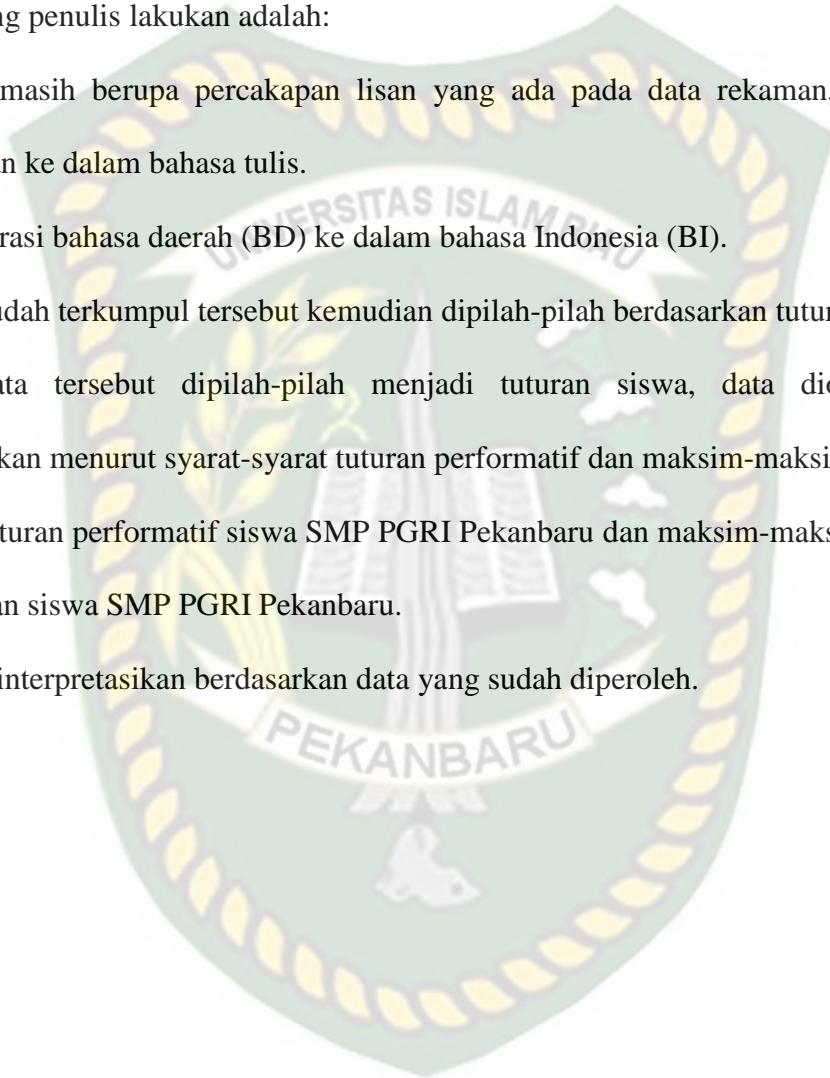 ng penulis lakukan adalah:
masih berupa percakapan lisan yang ada pada data rekaman.
n ke dalam bahasa tulis.
UNIVERSITAS ISLAM RIAU
rasi bahasa daerah (BD) ke dalam bahasa Indonesia (BI).
udah terkumpul tersebut kemudian dipilah-pilah berdasarkan tutur
ata tersebut dipilah-pilah menjadi tuturan siswa, data di
kan menurut syarat-syarat tuturan performatif dan maksim-maksi
turan performatif siswa SMP PGRI Pekanbaru dan maksim-maks
an siswa SMP PGRI Pekanbaru.
interpretasikan berdasarkan data yang sudah diperoleh.
PEKANBARU